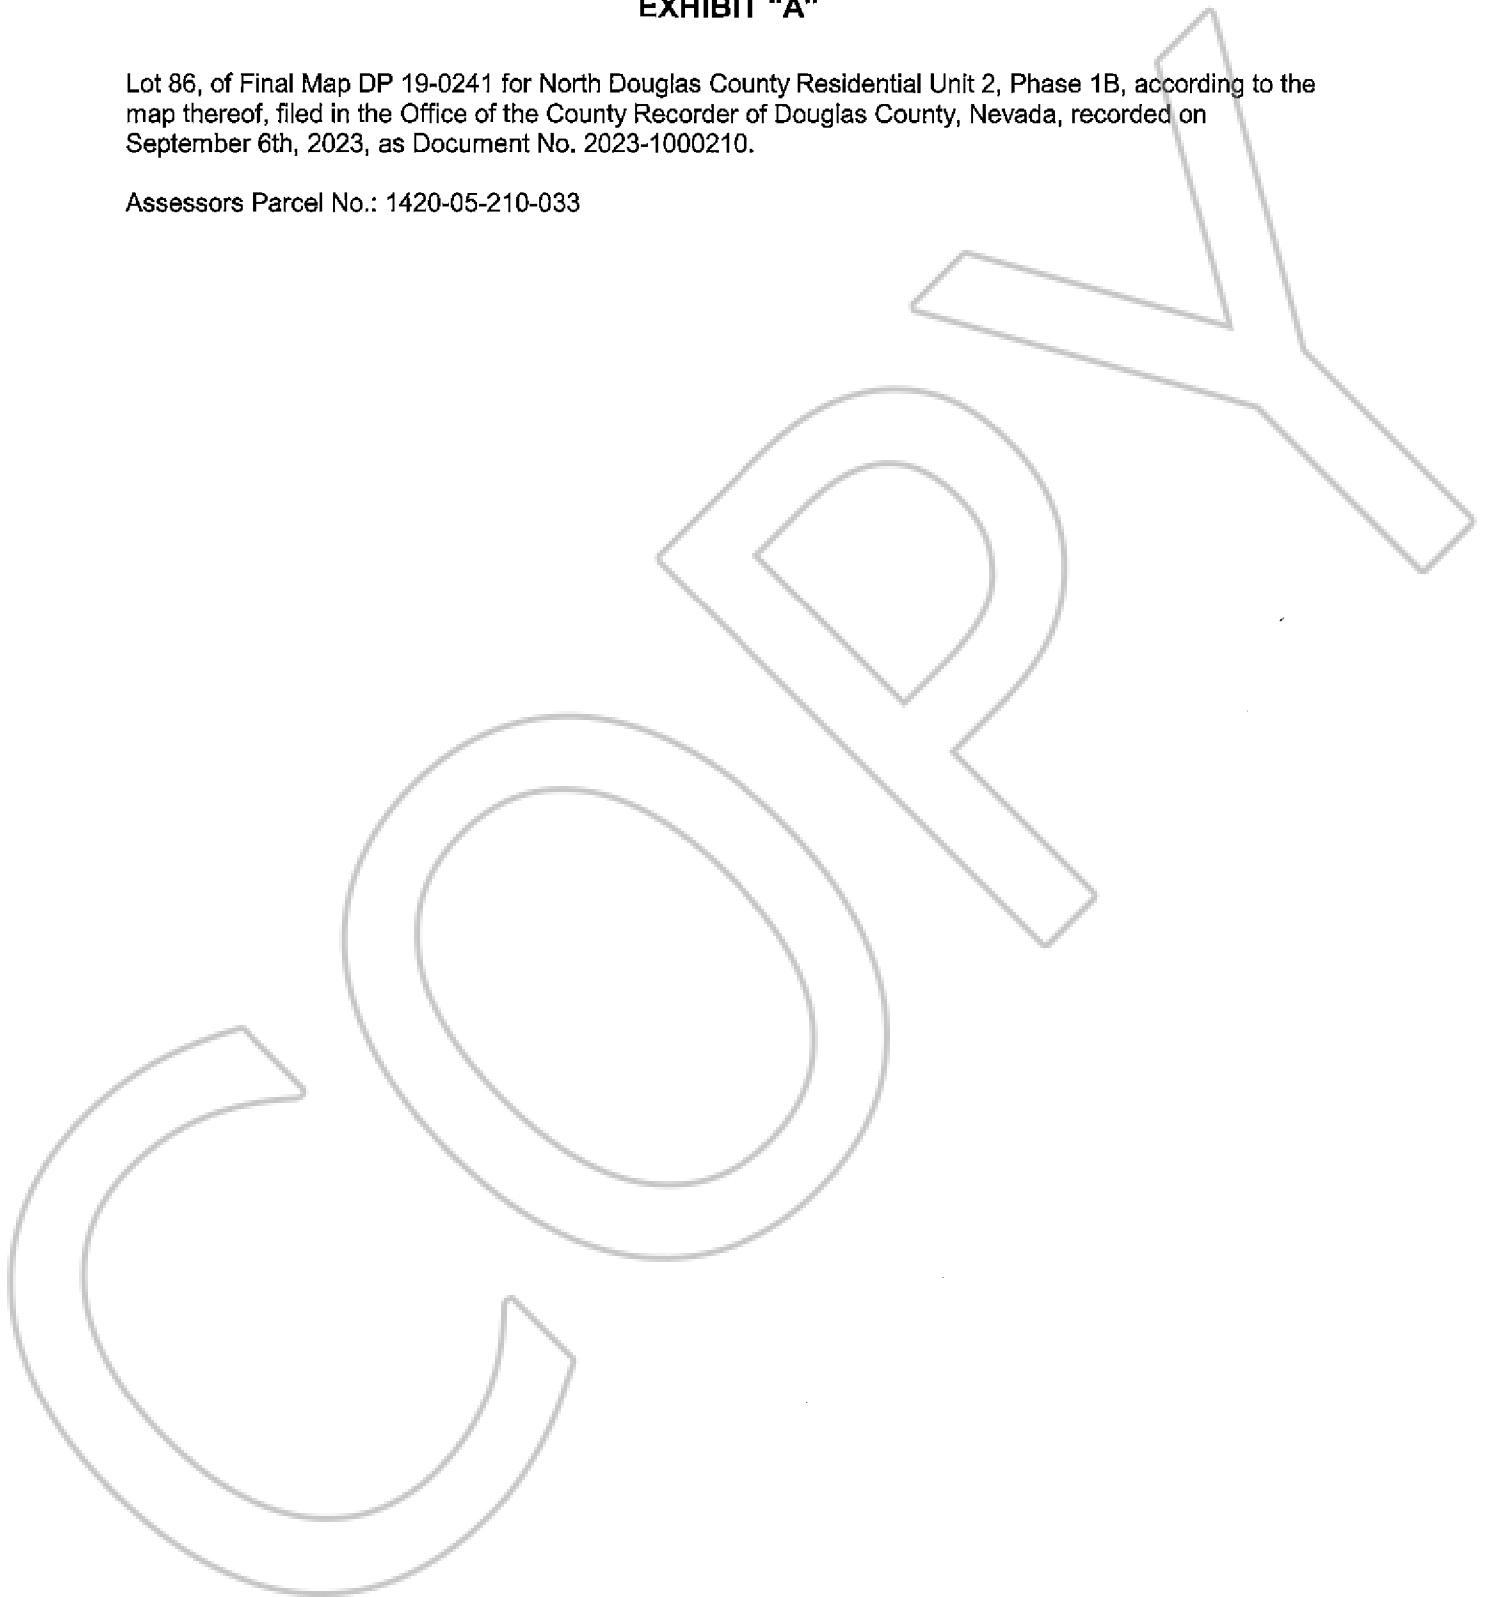 EXHIBIT "A"
Lot 86, of Final Map DP 19-0241 for North Douglas County Residential Unit 2, Phase 1B, according to the
map thereof, filed in the Office of the County Recorder of Douglas County, Nevada, recorded on
September 6th, 2023, as Document No. 2023-1000210.
Assessors Parcel No.: 1420-05-210-033
COPY